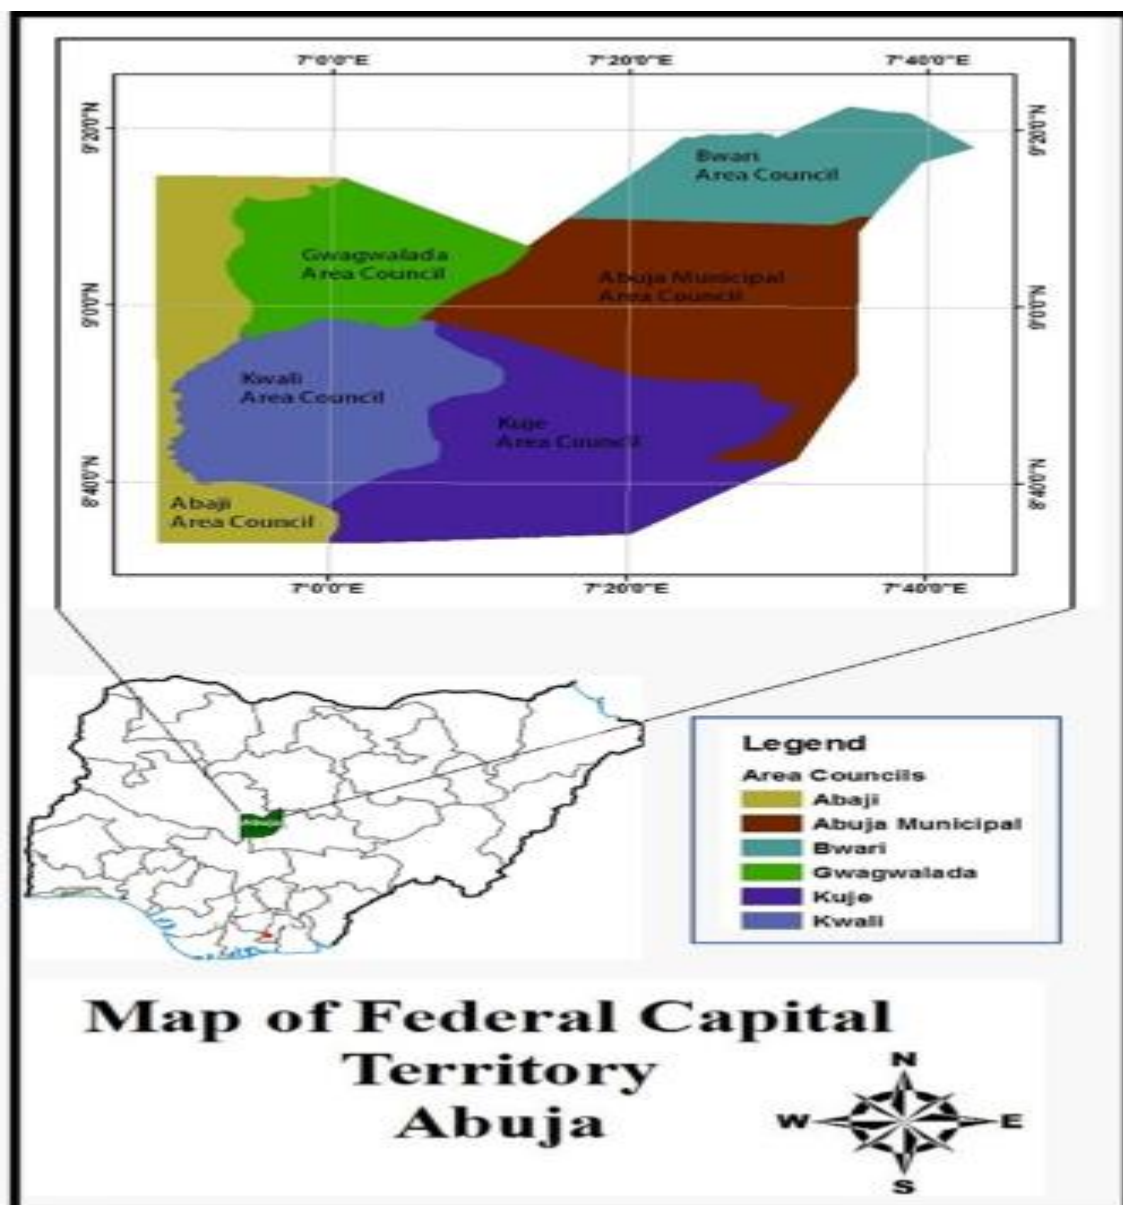 7°0'0"E 7°20'0"E 7°40'0"E
9°20'0"N
9°20'0"N
Bwari
Area Council
Gwagwalada
Area Council
Abuja Municipal
Area Council
9°0'0"N
9°0'0"N
Kwali
Area Council
Kuje
Area Council
8°40'0"N
8°40'0"N
Abaji
Area Council
7°0'0"E 7°20'0"E 7°40'0"E
Abuja
Legend
Area Councils
Abaji
Abuja Municipal
Bwari
Gwagwalada
Kuje
Kwali
Map of Federal Capital
Territory
Abuja
N
W E
S